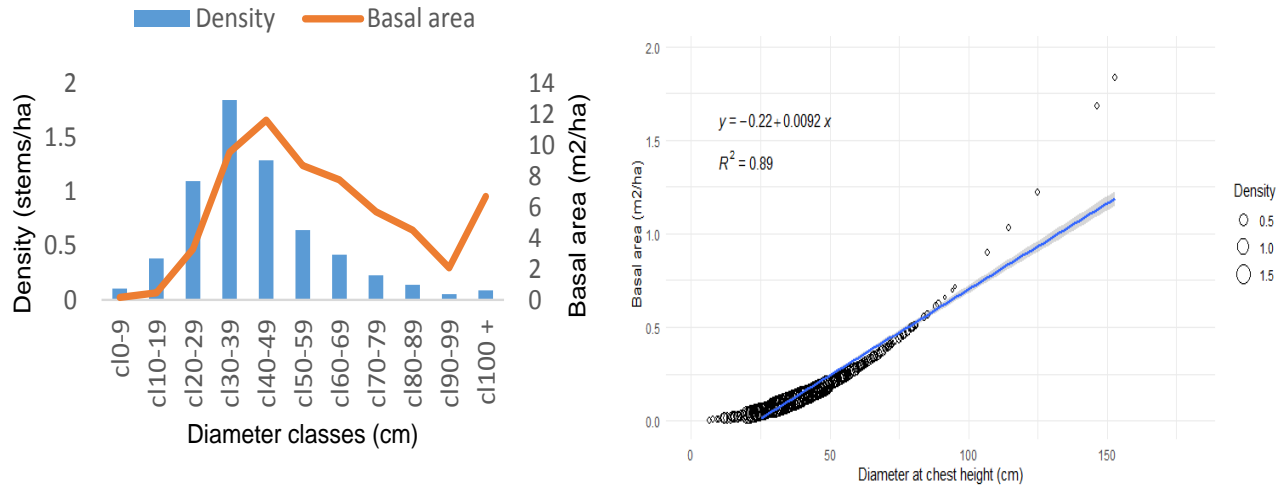 Density Basal area
Density (stems/ha)
2
1.5
1
0.5
0
14
12
10
8
6
4
2
0
Basal area (m2/ha)
cl0-9
cl10-19
cl20-29
cl30-39
cl40-49
cl50-59
cl60-69
cl70-79
cl80-89
cl90-99
cl100 +
Diameter classes (cm)
Basal area (m2/ha)
2.0
1.5
1.0
0.5
0.0
y = −0.22+0.0092 x
R² = 0.89
0 50 100 150
Diameter at chest height (cm)
Density
0.5
1.0
1.5